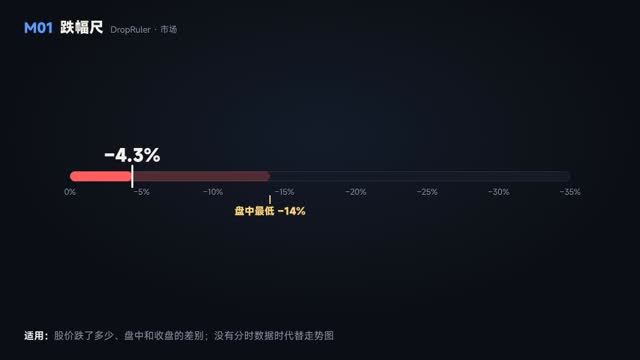 M01 跌幅尺 DropRuler · 市场
−4.3%
0% −5% −10% −15% −20% −25% −30% −35%
盘中最低 −14%
适用：股价跌了多少、盘中和收盘的差别；没有分时数据时代替走势图